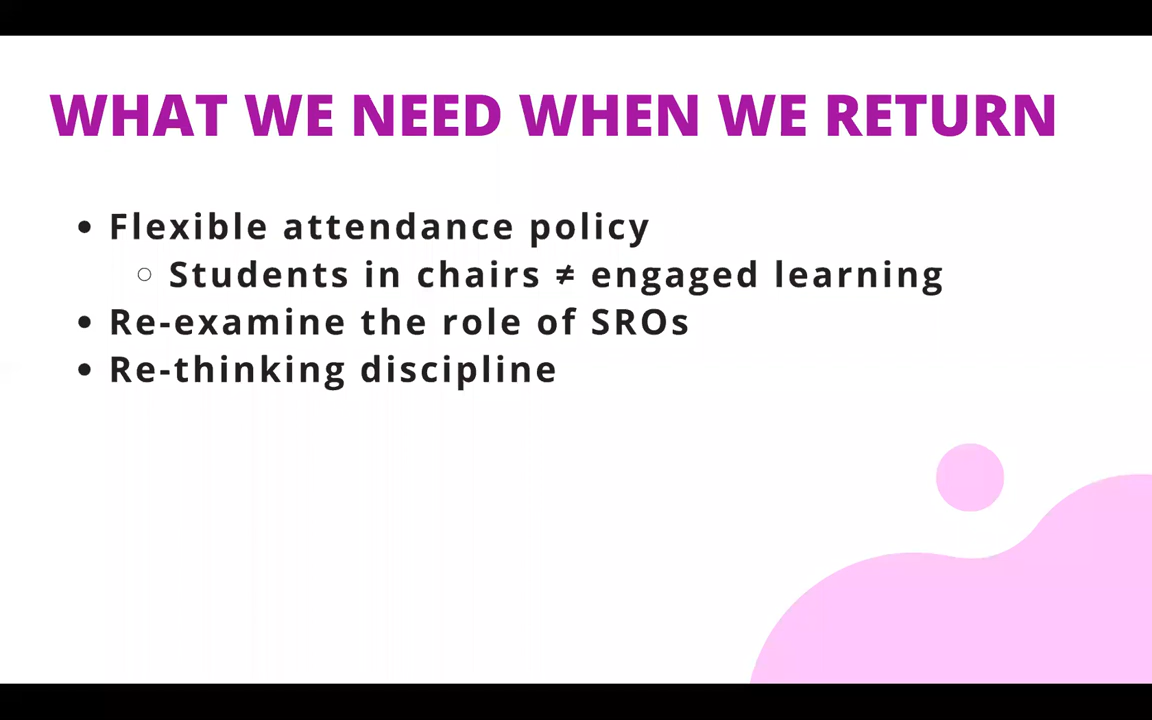 WHAT WE NEED WHEN WE RETURN
• Flexible attendance policy
○ Students in chairs ≠ engaged learning
• Re-examine the role of SROs
• Re-thinking discipline